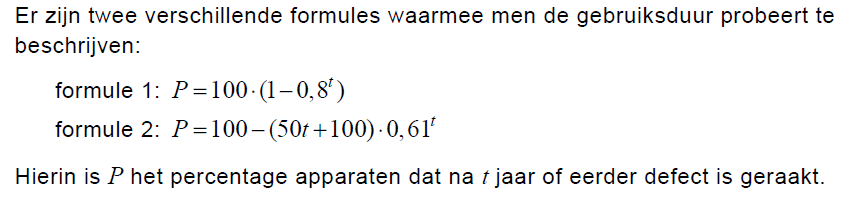 Er zijn twee verschillende formules waarmee men de gebruiksduur probeert te
beschrijven:
formule 1: P = 100 · (1 − 0,8^t)
formule 2: P = 100 − (50t + 100) · 0,61^t
Hierin is P het percentage apparaten dat na t jaar of eerder defect is geraakt.